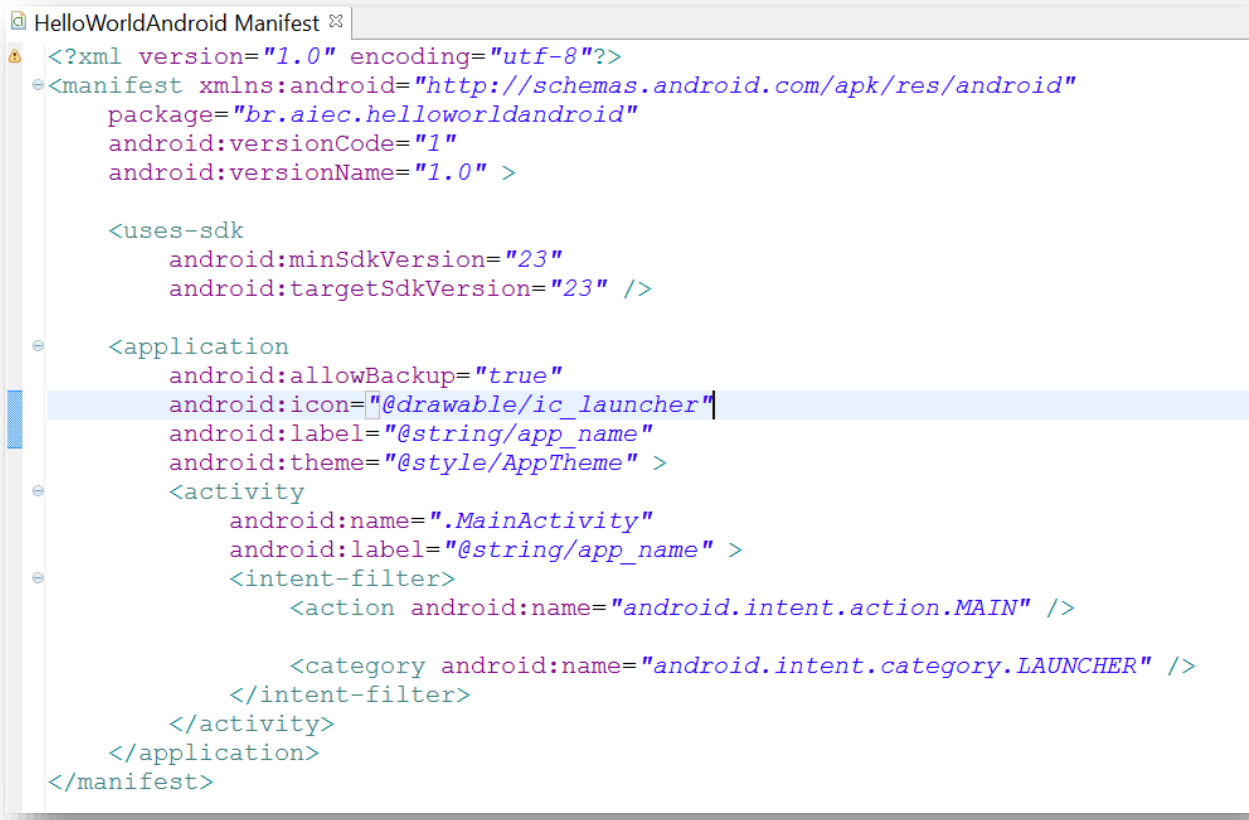 HelloWorldAndroid Manifest
<?xml version="1.0" encoding="utf-8"?>
<manifest xmlns:android="http://schemas.android.com/apk/res/android"
    package="br.aiec.helloworldandroid"
    android:versionCode="1"
    android:versionName="1.0" >
    <uses-sdk
        android:minSdkVersion="23"
        android:targetSdkVersion="23" />
    <application
        android:allowBackup="true"
        android:icon="@drawable/ic_launcher"
        android:label="@string/app_name"
        android:theme="@style/AppTheme" >
        <activity
            android:name=".MainActivity"
            android:label="@string/app_name" >
            <intent-filter>
                <action android:name="android.intent.action.MAIN" />
                <category android:name="android.intent.category.LAUNCHER" />
            </intent-filter>
        </activity>
    </application>
</manifest>